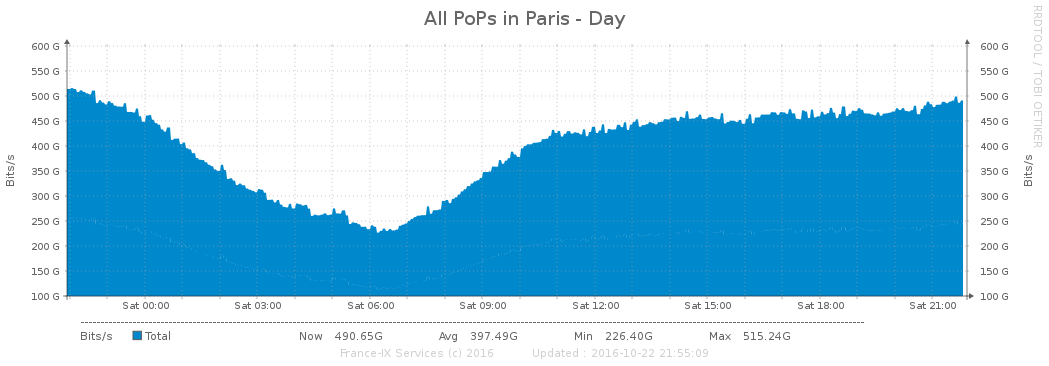 All PoPs in Paris - Day
RRDTOOL / TOBI OETIKER
600 G 600 G
550 G 550 G
500 G 500 G
450 G 450 G
400 G 400 G
350 G 350 G
300 G 300 G
250 G 250 G
200 G 200 G
150 G 150 G
100 G 100 G
Bits/s
Bits/s
Sat 00:00 Sat 03:00 Sat 06:00 Sat 09:00 Sat 12:00 Sat 15:00 Sat 18:00 Sat 21:00
Bits/s Total Now 490.65G Avg 397.49G Min 226.40G Max 515.24G
France-IX Services (c) 2016 Updated : 2016-10-22 21:55:09